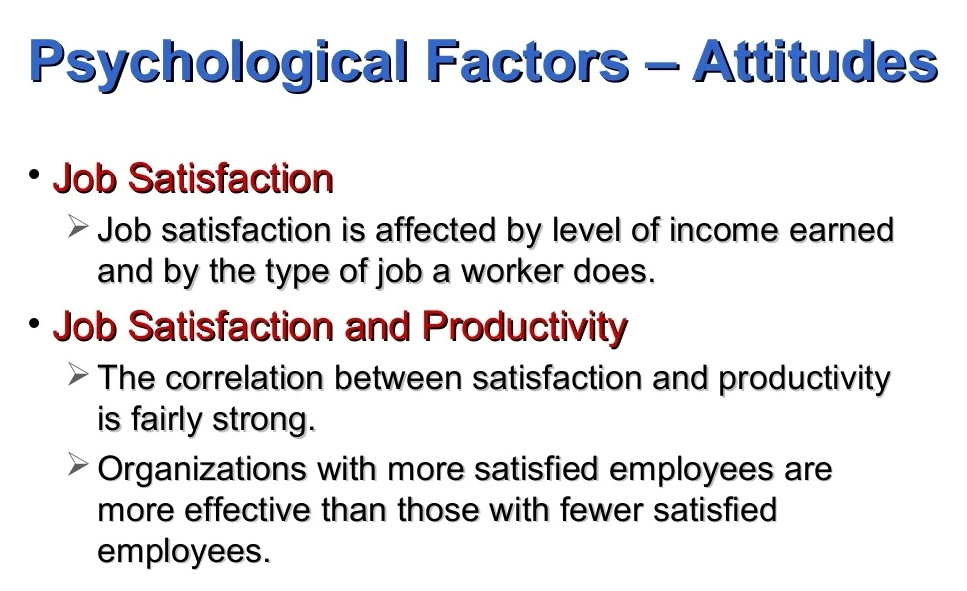 Psychological Factors – Attitudes
• Job Satisfaction
➢ Job satisfaction is affected by level of income earned
and by the type of job a worker does.
• Job Satisfaction and Productivity
➢ The correlation between satisfaction and productivity
is fairly strong.
➢ Organizations with more satisfied employees are
more effective than those with fewer satisfied
employees.